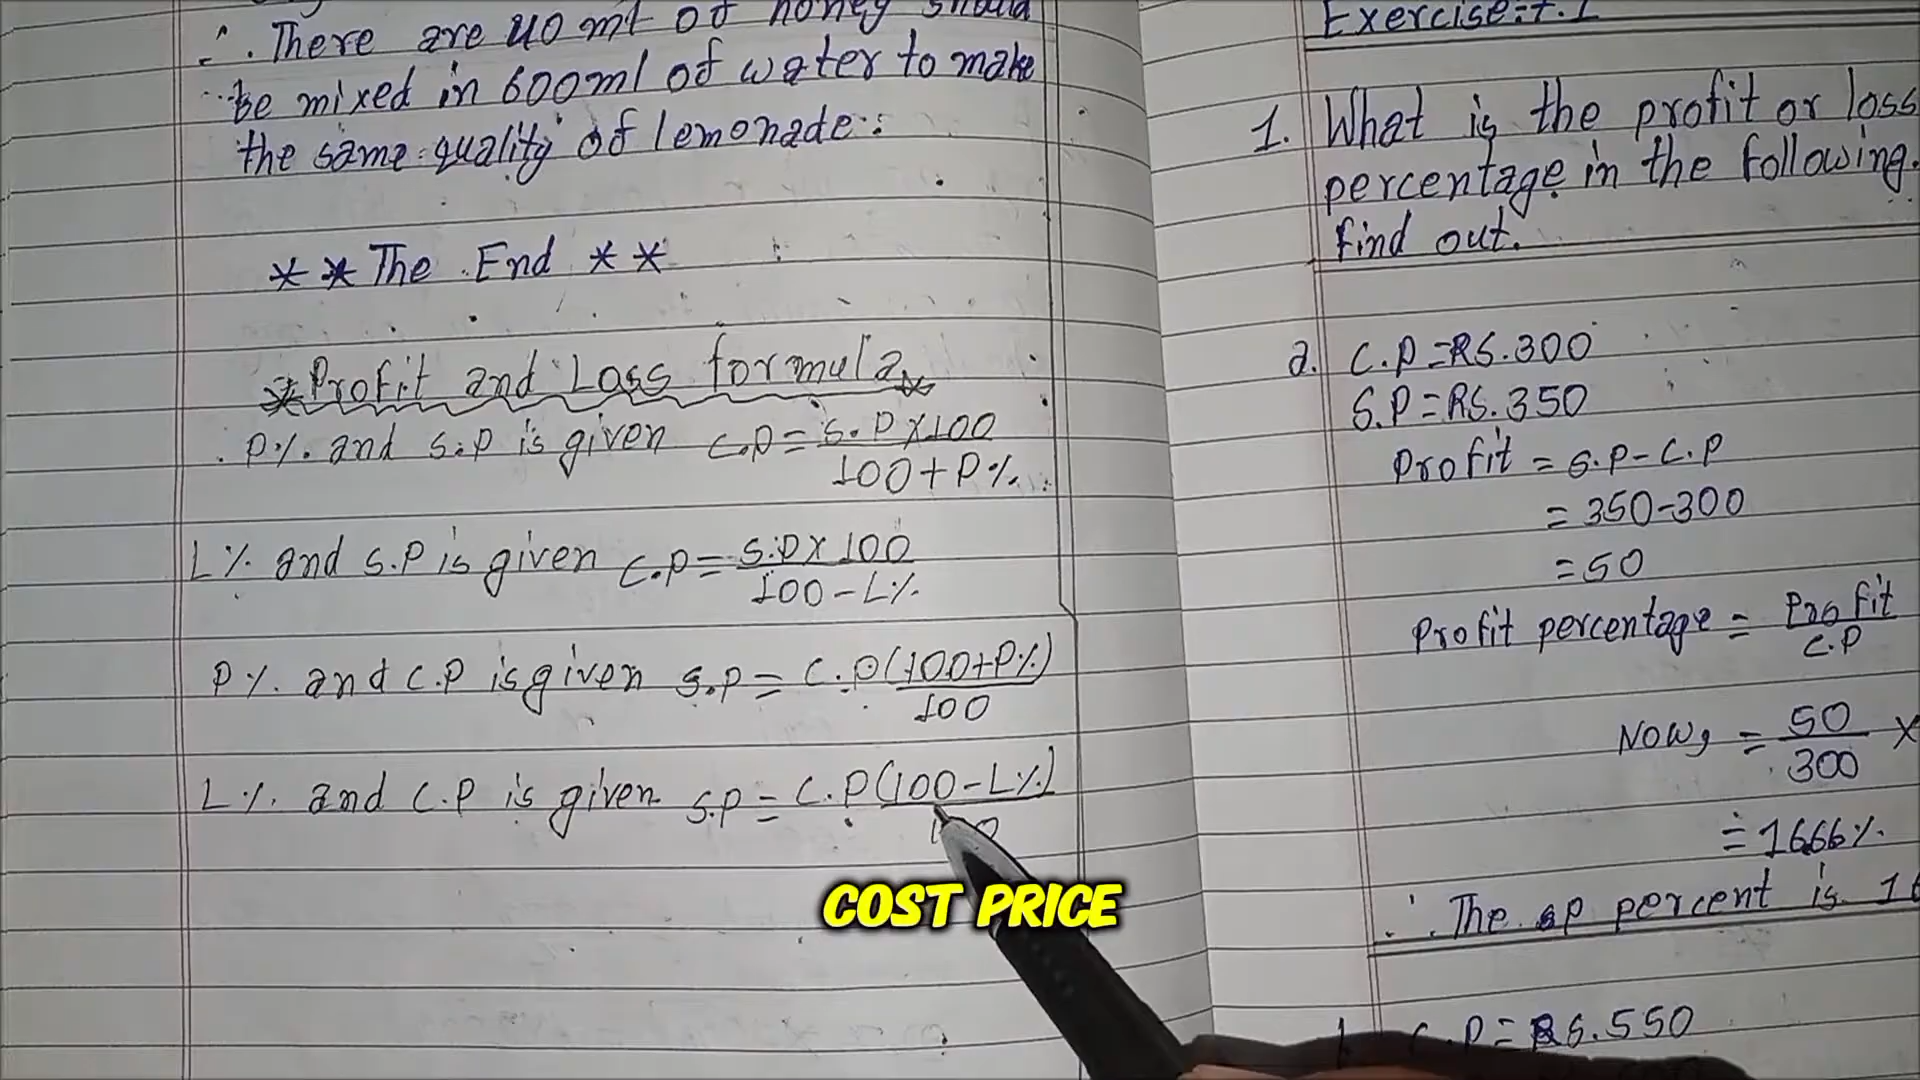 ∴ There are 40 ml of honey should
be mixed in 600ml of water to make
the same quality of lemonade.
** The End **
*Profit and Loss formula*
P% and S.P is given C.P = S.P X 100 / 100 + P%
L% and S.P is given C.P = S.P X 100 / 100 - L%
P% and C.P is given S.P = C.P (100+P%) / 100
L% and C.P is given S.P = C.P (100 - L%) / 100
COST PRICE
Exercise:7.1
1. What is the profit or loss
percentage in the following.
find out.
a. C.P = RS.300
S.P = RS.350
Profit = S.P - C.P
= 350-300
= 50
Profit percentage = Profit / C.P
Now, = 50 / 300 X
= 16.66%
∴ The p percent is 16
C.P = RS.550